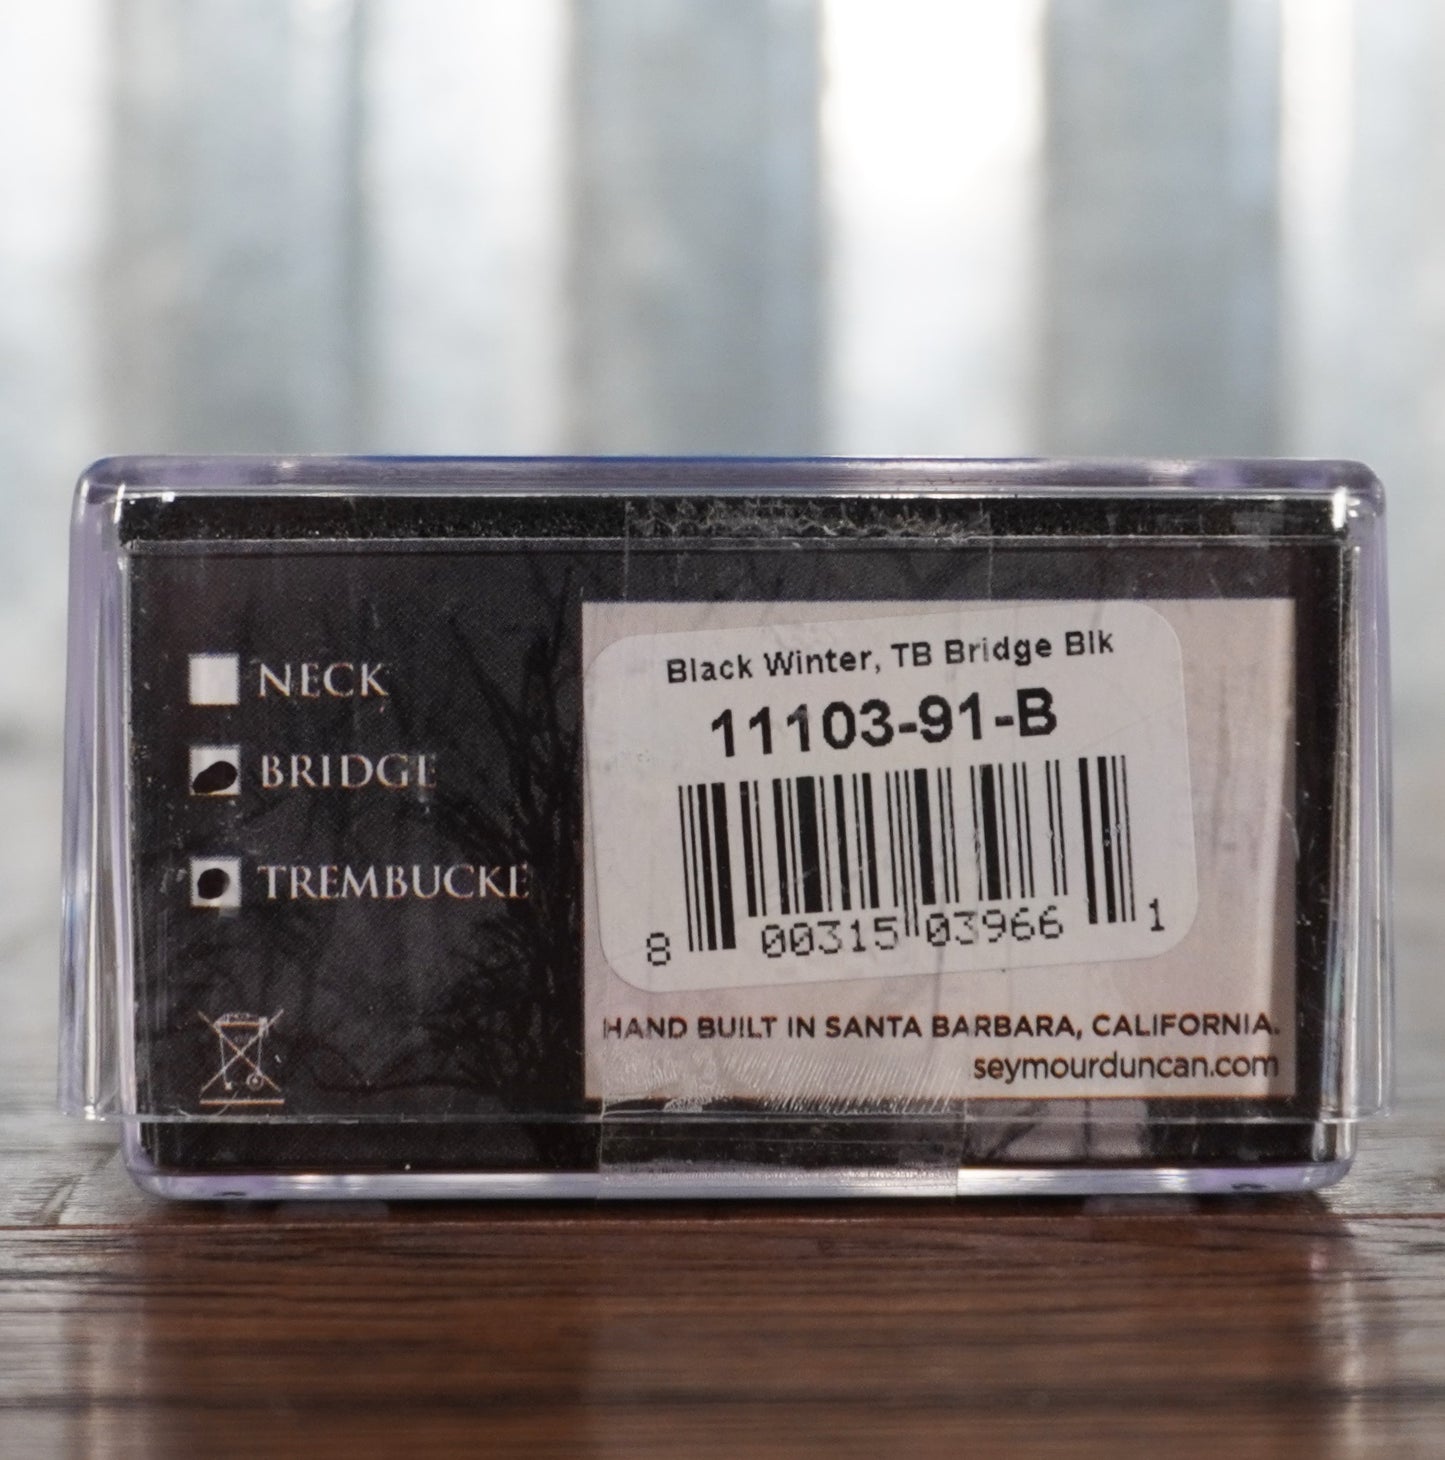 NECK
BRIDGE
TREMBUCKE
Black Winter, TB Bridge Blk
11103-91-B
8 00315 03966 1
HAND BUILT IN SANTA BARBARA, CALIFORNIA.
seymourduncan.com